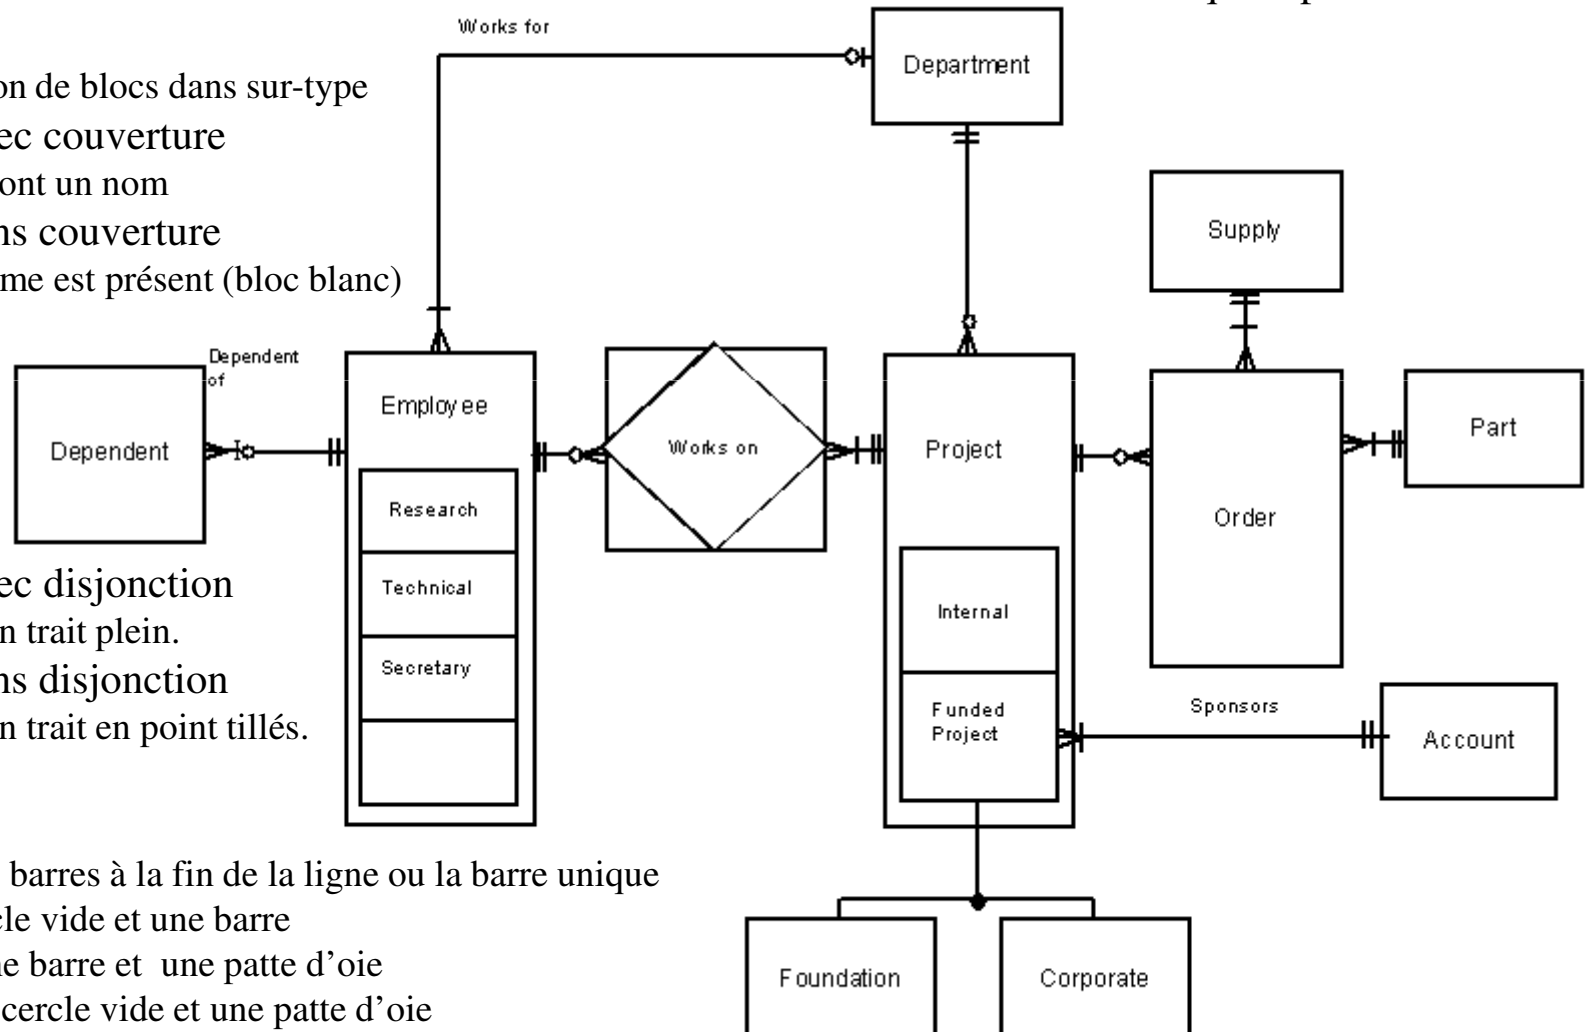 Works for
Department
on de blocs dans sur-type
ec couverture
ont un nom
ns couverture
me est présent (bloc blanc)
Supply
Dependent
of
Employee
Dependent
Works on
Project
Part
Research
Order
Technical
Internal
Secretary
Funded
Project
Sponsors
Account
ec disjonction
n trait plein.
ns disjonction
n trait en point tillés.
barres à la fin de la ligne ou la barre unique
cle vide et une barre
ne barre et une patte d’oie
cercle vide et une patte d’oie
Foundation
Corporate